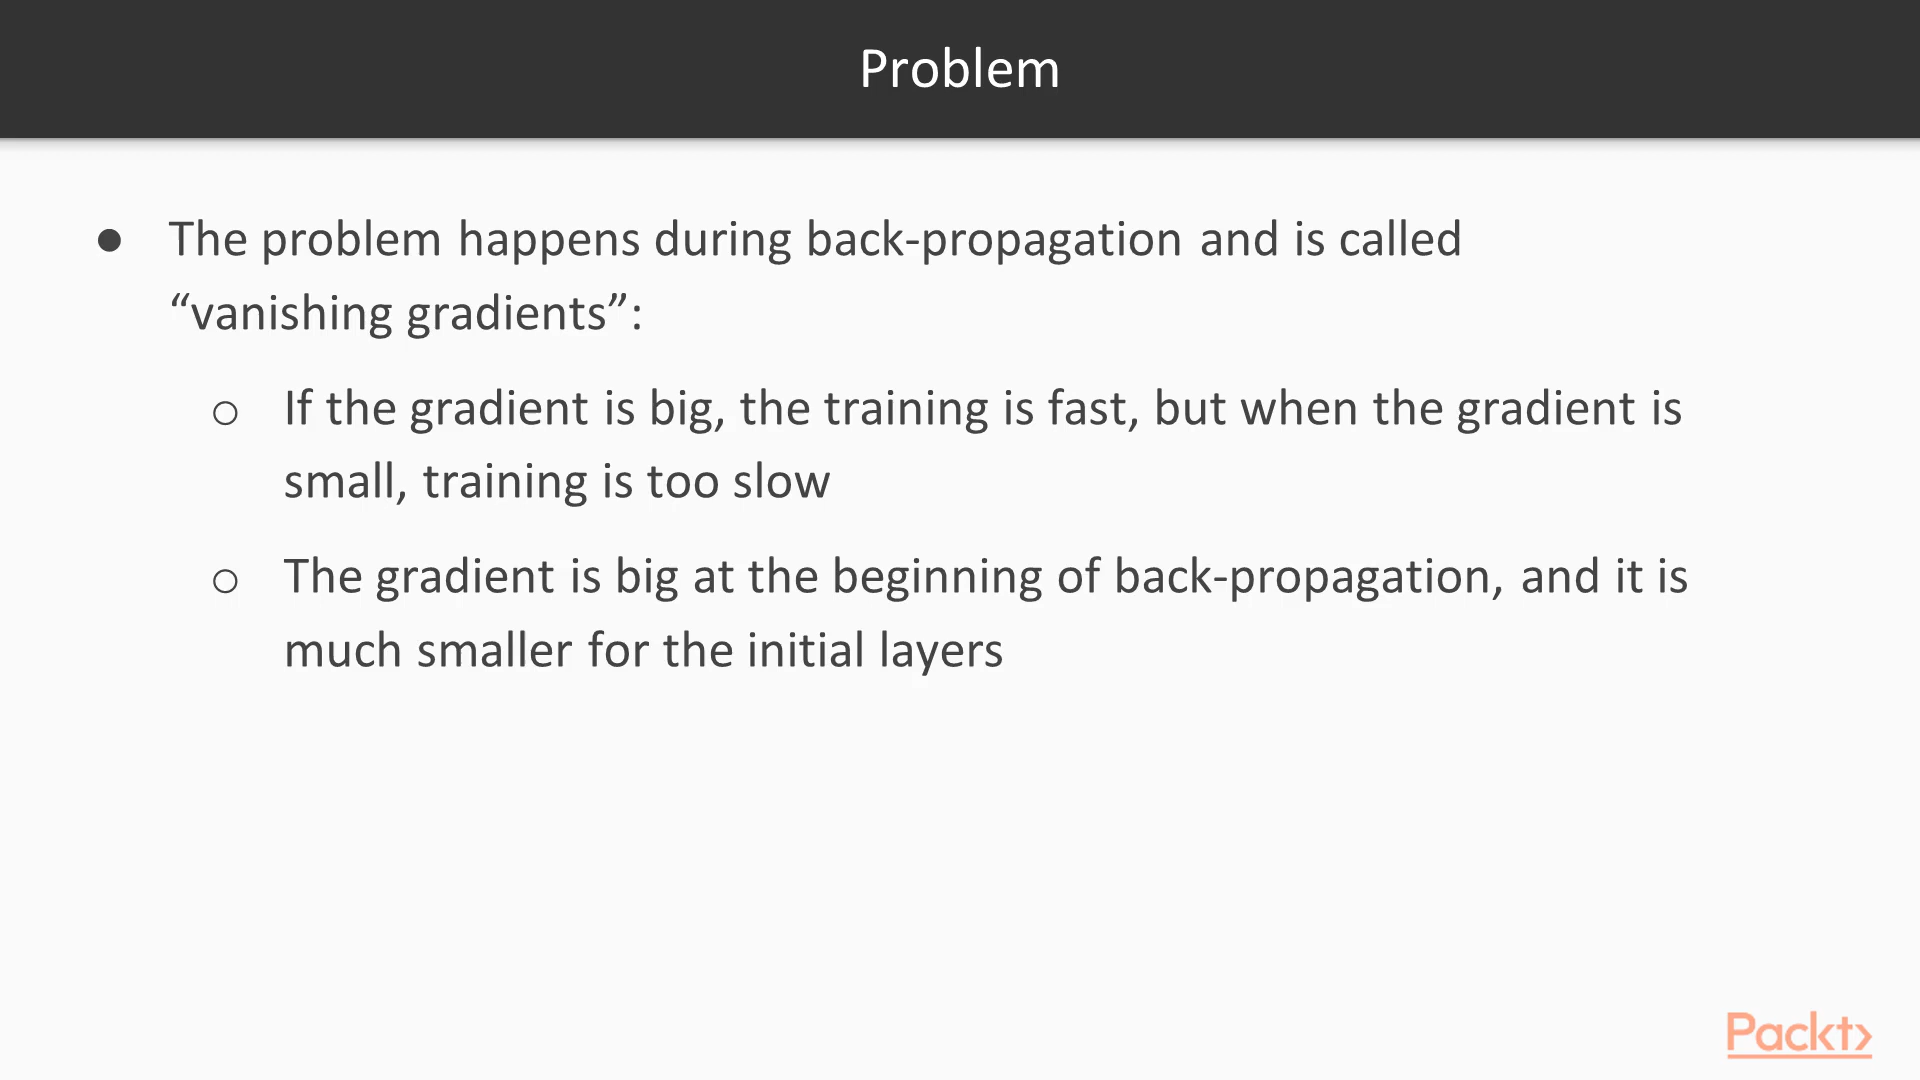 Problem
● The problem happens during back-propagation and is called
“vanishing gradients”:
○ If the gradient is big, the training is fast, but when the gradient is
small, training is too slow
○ The gradient is big at the beginning of back-propagation, and it is
much smaller for the initial layers
Packt>